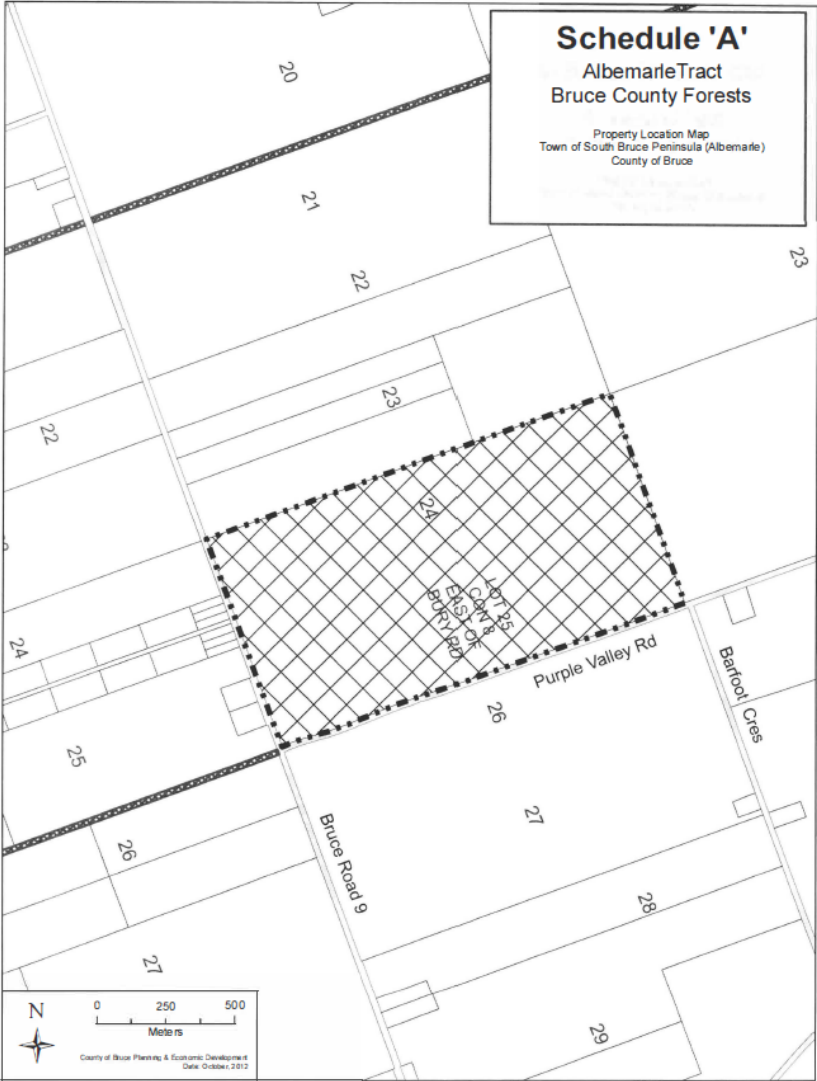 Schedule 'A'
AlbemarleTract
Bruce County Forests
Property Location Map
Town of South Bruce Peninsula (Albemarle)
County of Bruce
20
21
22
23
23
22
24
LOT 25
CON 8
EAST OF
BURY RD
24
Purple Valley Rd
Barfoot Cres
26
25
27
26
Bruce Road 9
28
27
29
N
0 250 500
Meters
County of Bruce Planning & Economic Development
Date: October, 2012